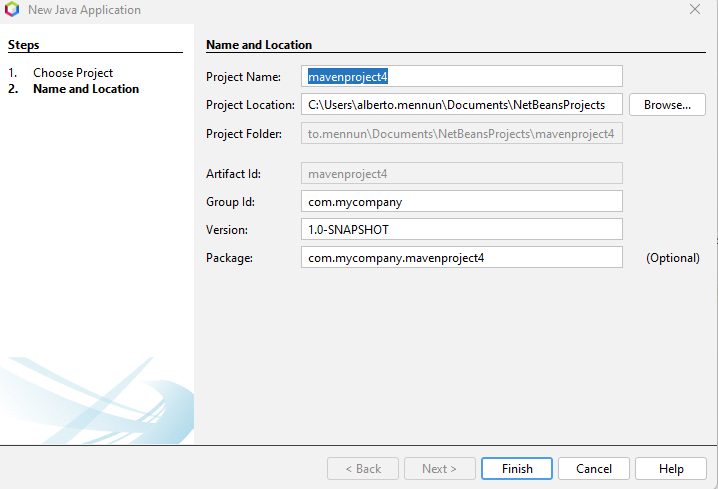 New Java Application
Steps
1. Choose Project
2. Name and Location
Name and Location
Project Name: mavenproject4
Project Location: C:\Users\alberto.mennun\Documents\NetBeansProjects Browse...
Project Folder: to.mennun\Documents\NetBeansProjects\mavenproject4
Artifact Id: mavenproject4
Group Id: com.mycompany
Version: 1.0-SNAPSHOT
Package: com.mycompany.mavenproject4 (Optional)
< Back Next > Finish Cancel Help